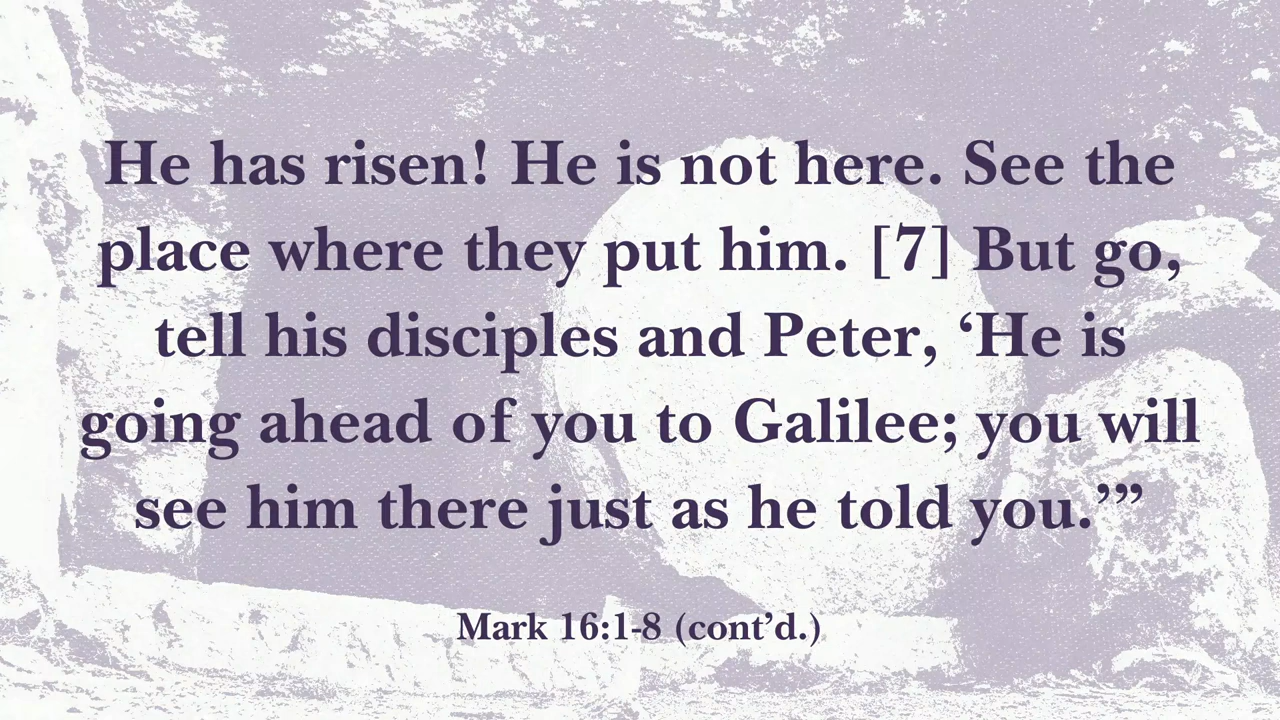 He has risen! He is not here. See the
place where they put him. [7] But go,
tell his disciples and Peter, ‘He is
going ahead of you to Galilee; you will
see him there just as he told you.’”
Mark 16:1-8 (cont’d.)